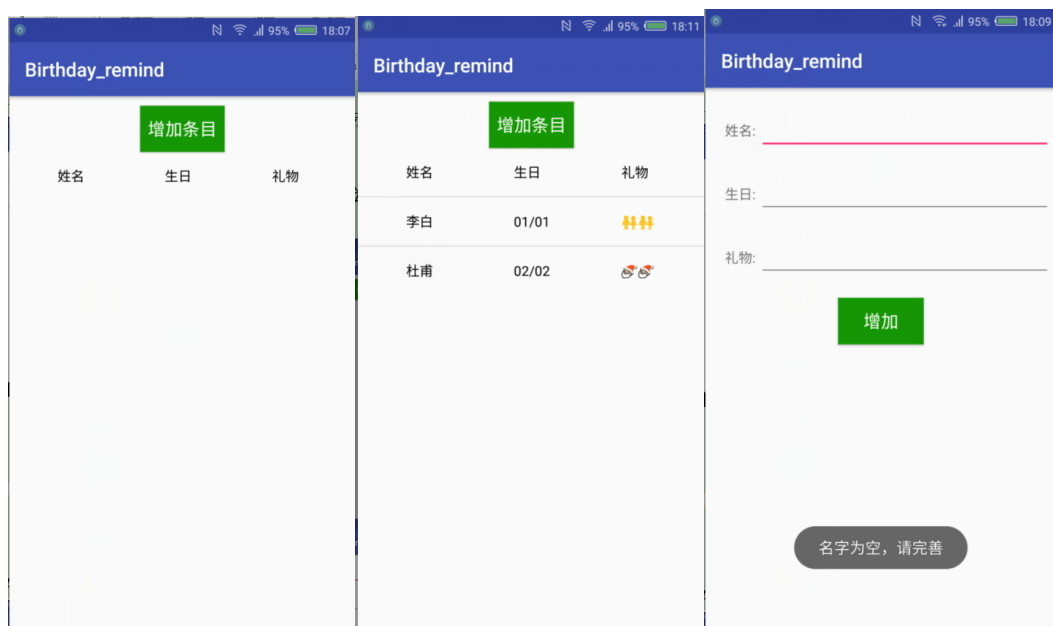 95% 18:07
Birthday_remind
增加条目
姓名 生日 礼物
95% 18:11
Birthday_remind
增加条目
姓名 生日 礼物
李白 01/01
杜甫 02/02
95% 18:09
Birthday_remind
姓名:
生日:
礼物:
增加
名字为空，请完善